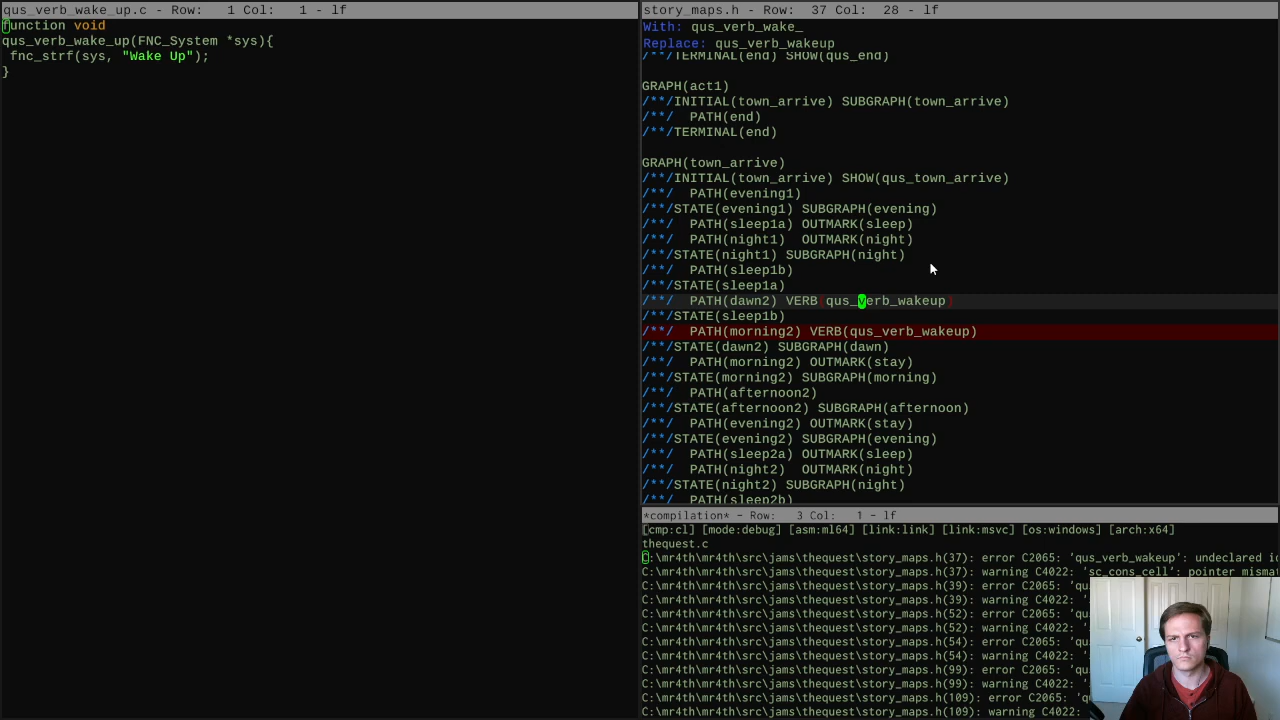 qus_verb_wake_up.c - Row:   1 Col:   1 - lf
function void
qus_verb_wake_up(FNC_System *sys){
 fnc_strf(sys, "Wake Up");
}
story_maps.h - Row:  37 Col:  28 - lf
With: qus_verb_wake_
Replace: qus_verb_wakeup
/**/TERMINAL(end) SHOW(qus_end)
GRAPH(act1)
/**/INITIAL(town_arrive) SUBGRAPH(town_arrive)
/**/  PATH(end)
/**/TERMINAL(end)
GRAPH(town_arrive)
/**/INITIAL(town_arrive) SHOW(qus_town_arrive)
/**/  PATH(evening1)
/**/STATE(evening1) SUBGRAPH(evening)
/**/  PATH(sleep1a) OUTMARK(sleep)
/**/  PATH(night1)  OUTMARK(night)
/**/STATE(night1) SUBGRAPH(night)
/**/  PATH(sleep1b)
/**/STATE(sleep1a)
/**/  PATH(dawn2) VERB(qus_verb_wakeup)
/**/STATE(sleep1b)
/**/  PATH(morning2) VERB(qus_verb_wakeup)
/**/STATE(dawn2) SUBGRAPH(dawn)
/**/  PATH(morning2) OUTMARK(stay)
/**/STATE(morning2) SUBGRAPH(morning)
/**/  PATH(afternoon2)
/**/STATE(afternoon2) SUBGRAPH(afternoon)
/**/  PATH(evening2) OUTMARK(stay)
/**/STATE(evening2) SUBGRAPH(evening)
/**/  PATH(sleep2a) OUTMARK(sleep)
/**/  PATH(night2)  OUTMARK(night)
/**/STATE(night2) SUBGRAPH(night)
/**/  PATH(sleep2b)
*compilation* - Row:   3 Col:   1 - lf
[cmp:cl] [mode:debug] [asm:ml64] [link:link] [link:msvc] [os:windows] [arch:x64]
thequest.c
C:\mr4th\mr4th\src\jams\thequest\story_maps.h(37): error C2065: 'qus_verb_wakeup': undeclared i
C:\mr4th\mr4th\src\jams\thequest\story_maps.h(37): warning C4022: 'sc_cons_cell': pointer mismat
C:\mr4th\mr4th\src\jams\thequest\story_maps.h(39): error C2065: 'qu
C:\mr4th\mr4th\src\jams\thequest\story_maps.h(39): warning C4022: '
C:\mr4th\mr4th\src\jams\thequest\story_maps.h(52): error C2065: 'qu
C:\mr4th\mr4th\src\jams\thequest\story_maps.h(52): warning C4022: '
C:\mr4th\mr4th\src\jams\thequest\story_maps.h(54): error C2065: 'qu
C:\mr4th\mr4th\src\jams\thequest\story_maps.h(54): warning C4022: '
C:\mr4th\mr4th\src\jams\thequest\story_maps.h(99): error C2065: 'qu
C:\mr4th\mr4th\src\jams\thequest\story_maps.h(99): warning C4022: '
C:\mr4th\mr4th\src\jams\thequest\story_maps.h(109): error C2065: 'q
C:\mr4th\mr4th\src\jams\thequest\story_maps.h(109): warning C4022: